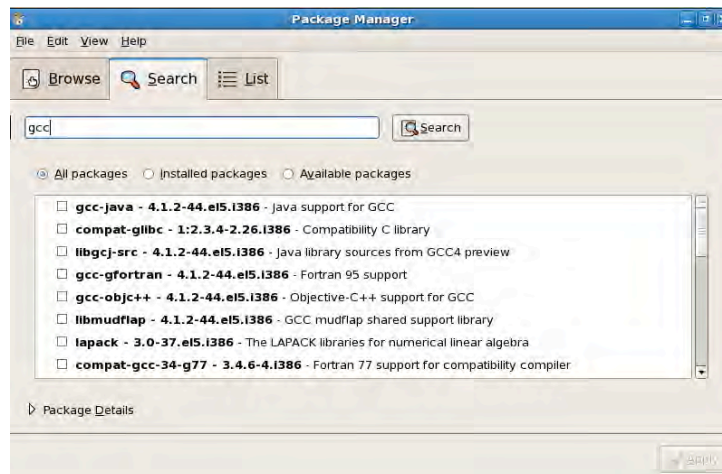 Package Manager
File Edit View Help
Browse Search List
gcc Search
All packages Installed packages Available packages
gcc-java - 4.1.2-44.el5.i386 - Java support for GCC
compat-glibc - 1:2.3.4-2.26.i386 - Compatibility C library
libgcj-src - 4.1.2-44.el5.i386 - Java library sources from GCC4 preview
gcc-gfortran - 4.1.2-44.el5.i386 - Fortran 95 support
gcc-objc++ - 4.1.2-44.el5.i386 - Objective-C++ support for GCC
libmudflap - 4.1.2-44.el5.i386 - GCC mudflap shared support library
lapack - 3.0-37.el5.i386 - The LAPACK libraries for numerical linear algebra
compat-gcc-34-g77 - 3.4.6-4.i386 - Fortran 77 support for compatibility compiler
Package Details
Apply